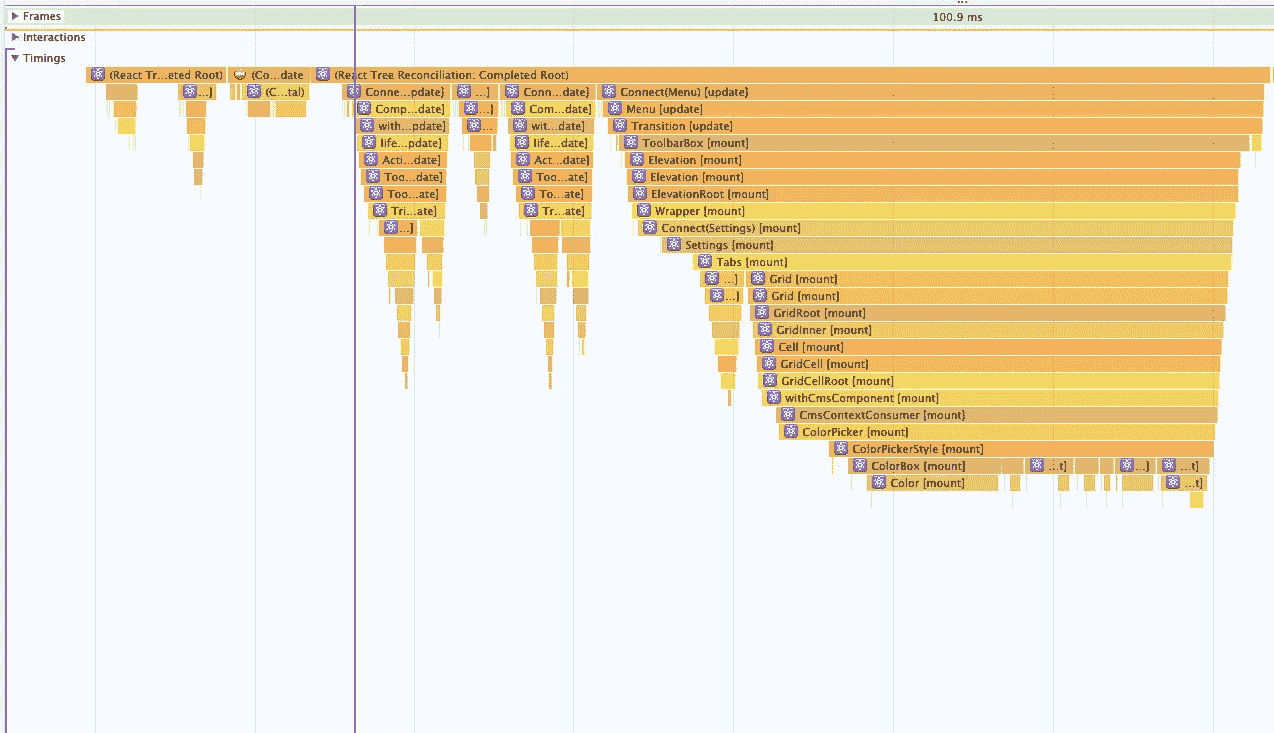 ...
Frames
100.9 ms
Interactions
Timings
(React Tr...eted Root) (Co...date (React Tree Reconciliation: Completed Root)
...] (C...tal) Conne...pdate] ...] Conn...date] Connect(Menu) [update]
Comp...date] ...] Com...date] Menu [update]
with...pdate] ... wit...date] Transition [update]
life...pdate] life...date] ToolbarBox [mount]
Acti...date] Act...date] Elevation [mount]
Too...date] Too...ate] Elevation [mount]
Too...ate] To...ate] ElevationRoot [mount]
Tri...ate] Tr...ate] Wrapper [mount]
...] Connect(Settings) [mount]
Settings [mount]
Tabs [mount]
...] Grid [mount]
...] Grid [mount]
GridRoot [mount]
GridInner [mount]
Cell [mount]
GridCell [mount]
GridCellRoot [mount]
withCmsComponent [mount]
CmsContextConsumer [mount]
ColorPicker [mount]
ColorPickerStyle [mount]
ColorBox [mount] ...t] ...] ...t]
Color [mount] ...t]